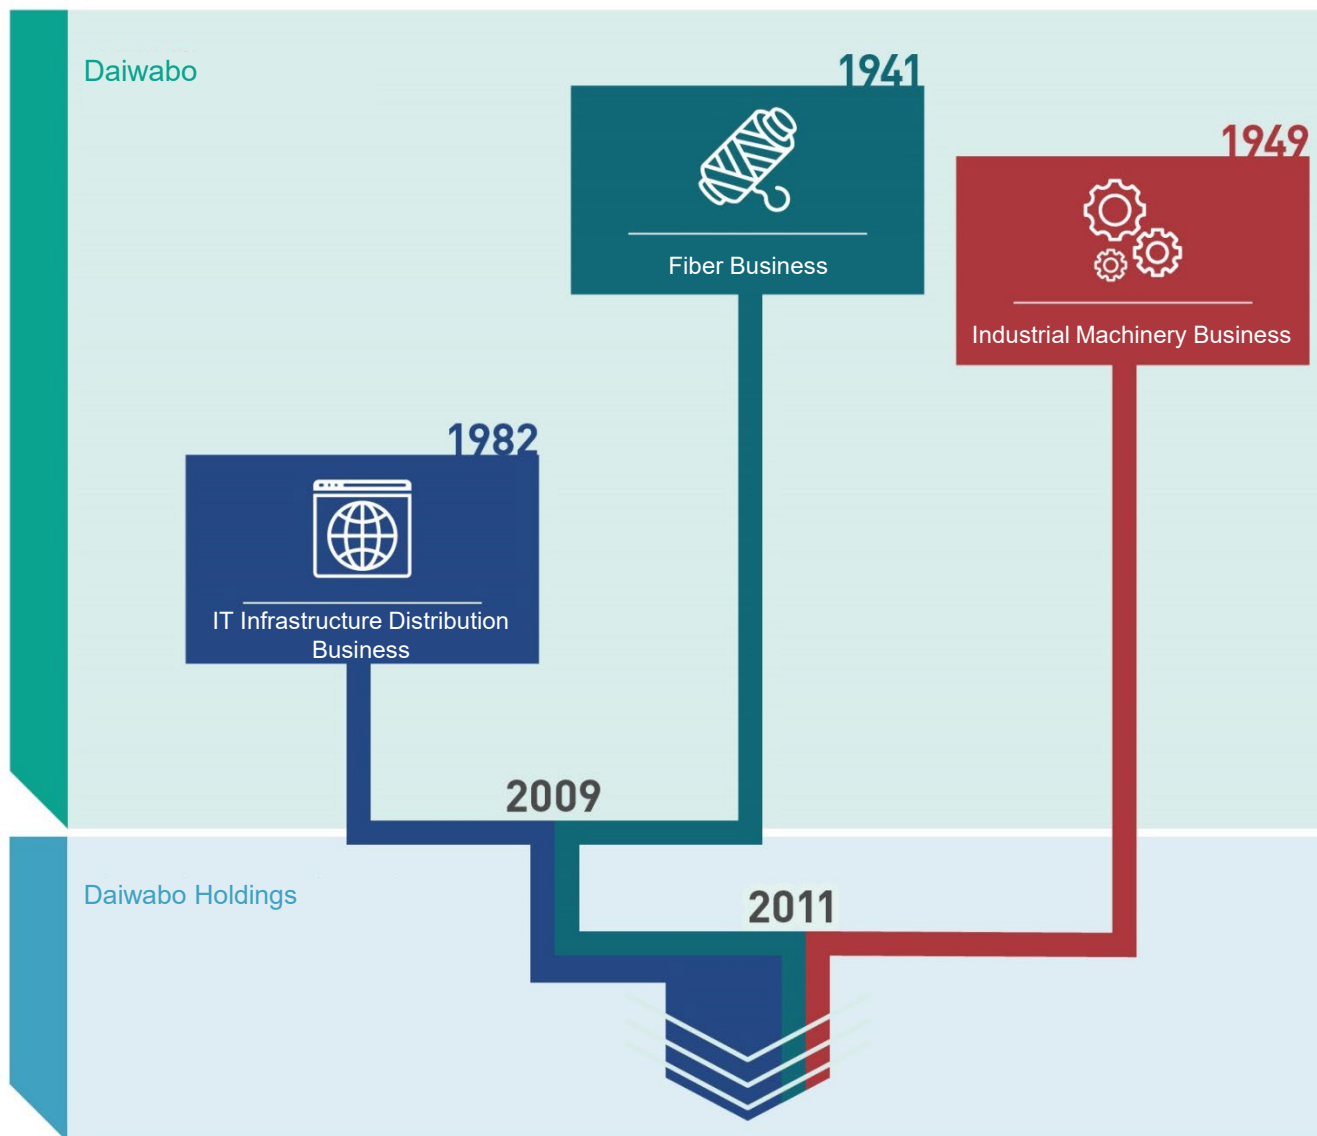 Daiwabo
1941
Fiber Business
1949
Industrial Machinery Business
1982
IT Infrastructure Distribution
Business
2009
Daiwabo Holdings
2011